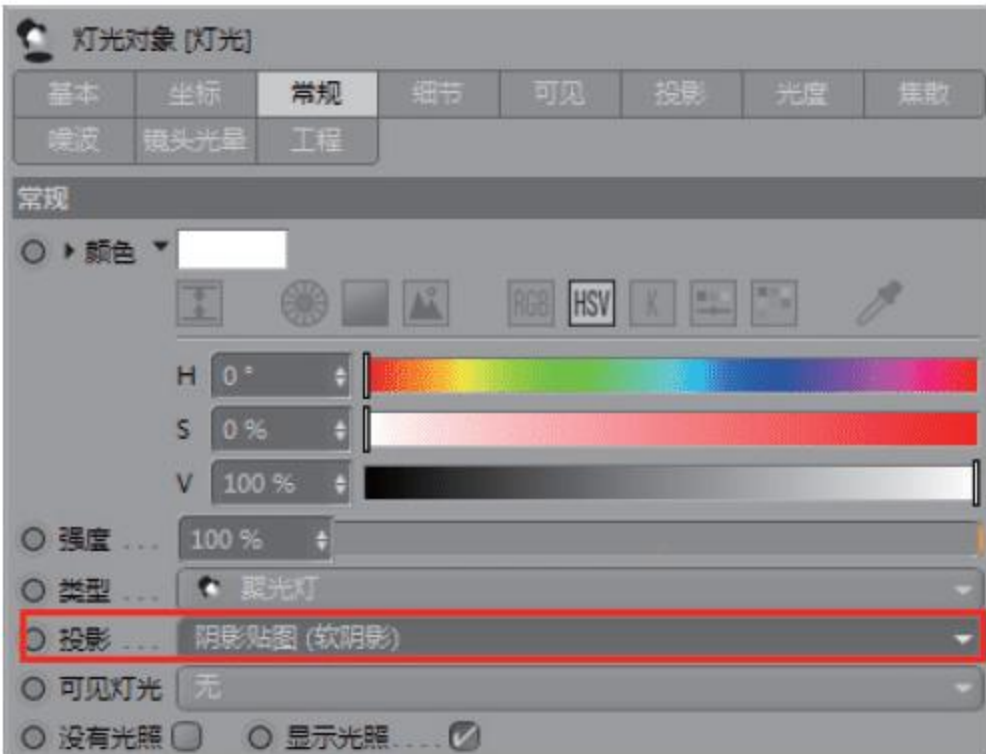 灯光对象 [灯光]
基本 坐标 常规 细节 可见 投影 光度 焦散
噪波 镜头光晕 工程
常规
颜色
RGB HSV K
H 0°
S 0 %
V 100 %
强度 .... 100 %
类型 .... 聚光灯
投影 .... 阴影贴图 (软阴影)
可见灯光 无
没有光照 显示光照 ....